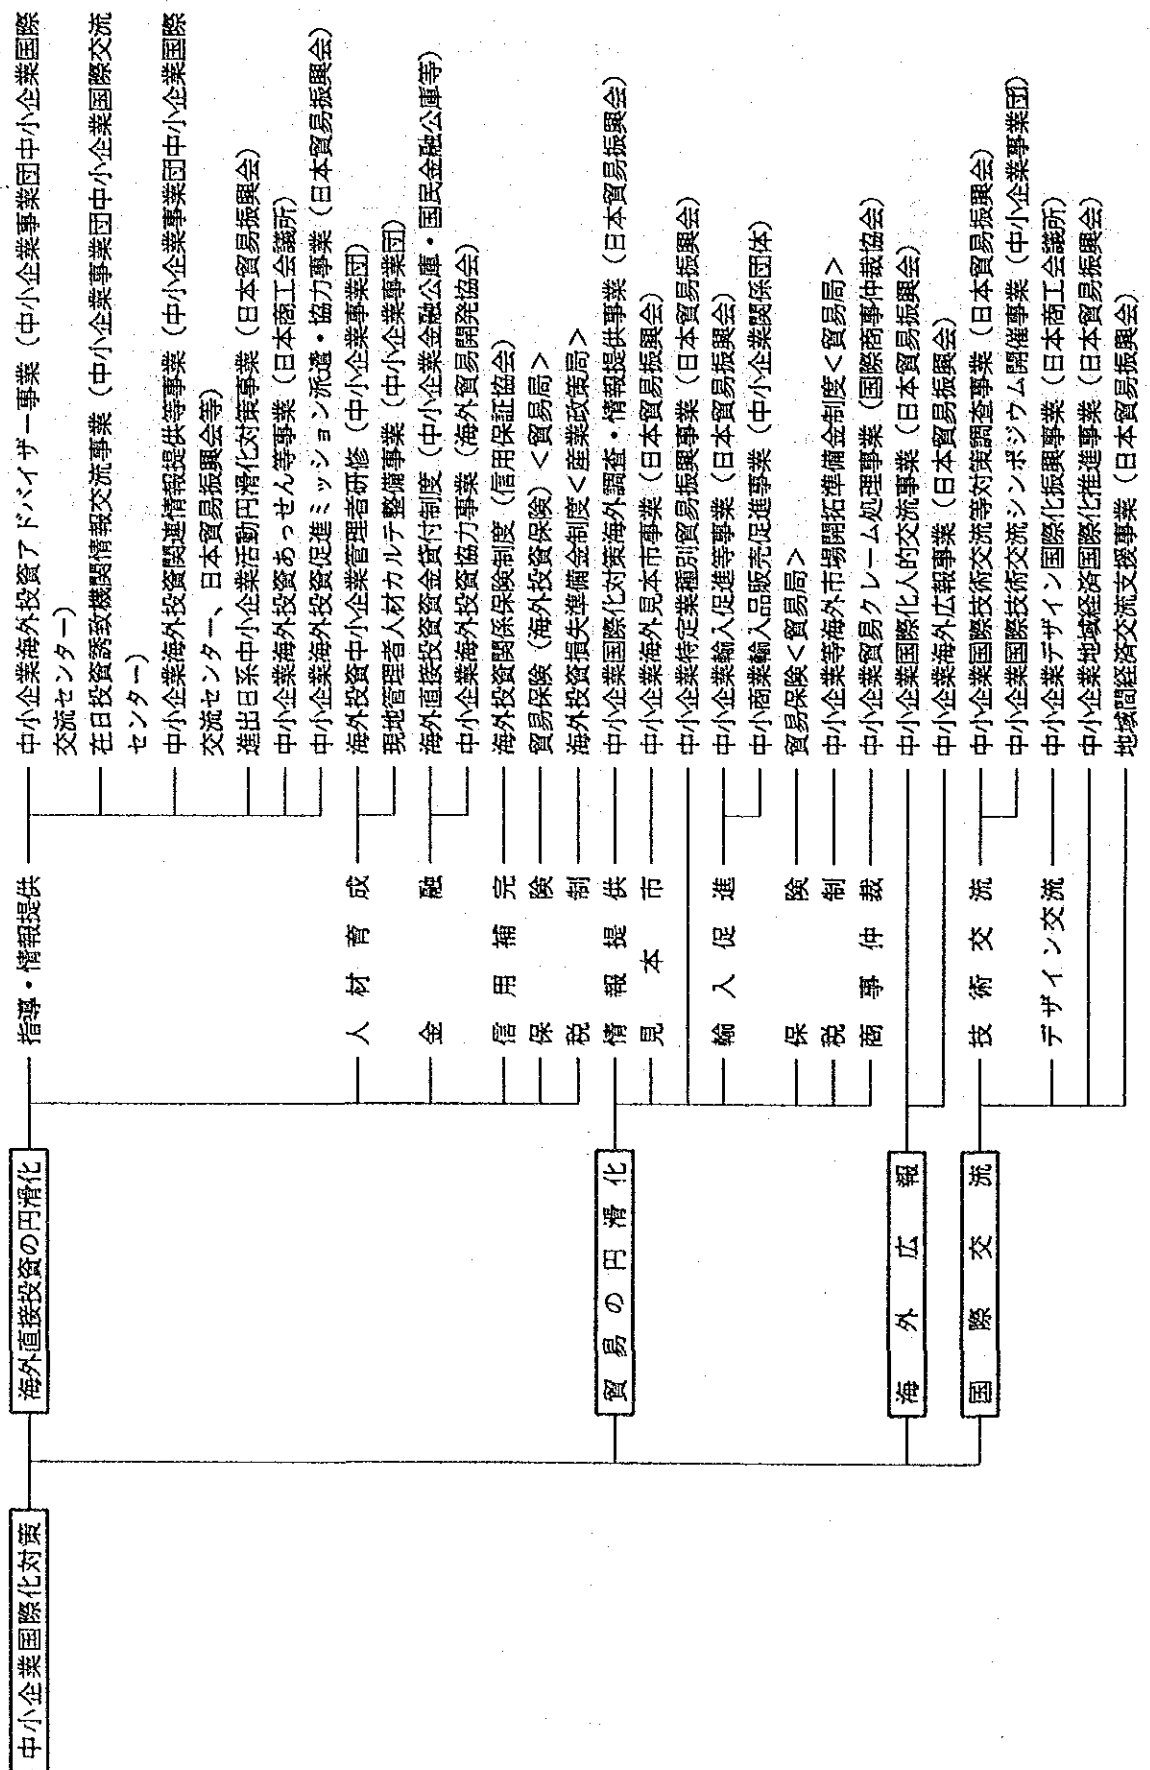 中小企業国際化対策
海外直接投資の円滑化
指導・情報提供
中小企業海外投資アドバイザー事業(中小企業事業団中小企業国際
交流センター)
在日投資誘致機関情報交流事業(中小企業事業団中小企業国際交流
センター)
中小企業海外投資関連情報提供等事業(中小企業事業団中小企業国際
交流センター、日本貿易振興会等)
進出日系中小企業活動円滑化対策事業(日本貿易振興会)
中小企業海外投資あっせん等事業(日本商工会議所)
中小企業海外投資促進ミッション派遣・協力事業(日本貿易振興会)
人材育成
海外投資中小企業管理者研修(中小企業事業団)
現地管理者人材カルテ整備事業(中小企業事業団)
金融
海外直接投資資金貸付制度(中小企業金融公庫・国民金融公庫等)
中小企業海外投資協力事業(海外貿易開発協会)
信用補完
海外投資関係保険制度(信用保証協会)
保険
貿易保険(海外投資保険)<貿易局>
税制
海外投資損失準備金制度<産業政策局>
貿易の円滑化
情報提供
中小企業国際化対策海外調査・情報提供事業(日本貿易振興会)
見本市
中小企業海外見本市事業(日本貿易振興会)
中小企業特定業種別貿易振興事業(日本貿易振興会)
輸入促進
中小企業輸入促進等事業(日本貿易振興会)
中小商業輸入品販売促進事業(中小企業関係団体)
保険
貿易保険<貿易局>
税制
中小企業等海外市場開拓準備金制度<貿易局>
商事仲裁
中小企業貿易クレーム処理事業(国際商事仲裁協会)
海外広報
中小企業国際化人的交流事業(日本貿易振興会)
中小企業海外広報事業(日本貿易振興会)
国際交流
技術交流
中小企業国際技術交流等対策調査事業(日本貿易振興会)
中小企業国際技術交流シンポジウム開催事業(中小企業事業団)
デザイン交流
中小企業デザイン国際化振興事業(日本商工会議所)
中小企業地域経済国際化推進事業(日本貿易振興会)
地域間経済交流支援事業(日本貿易振興会)